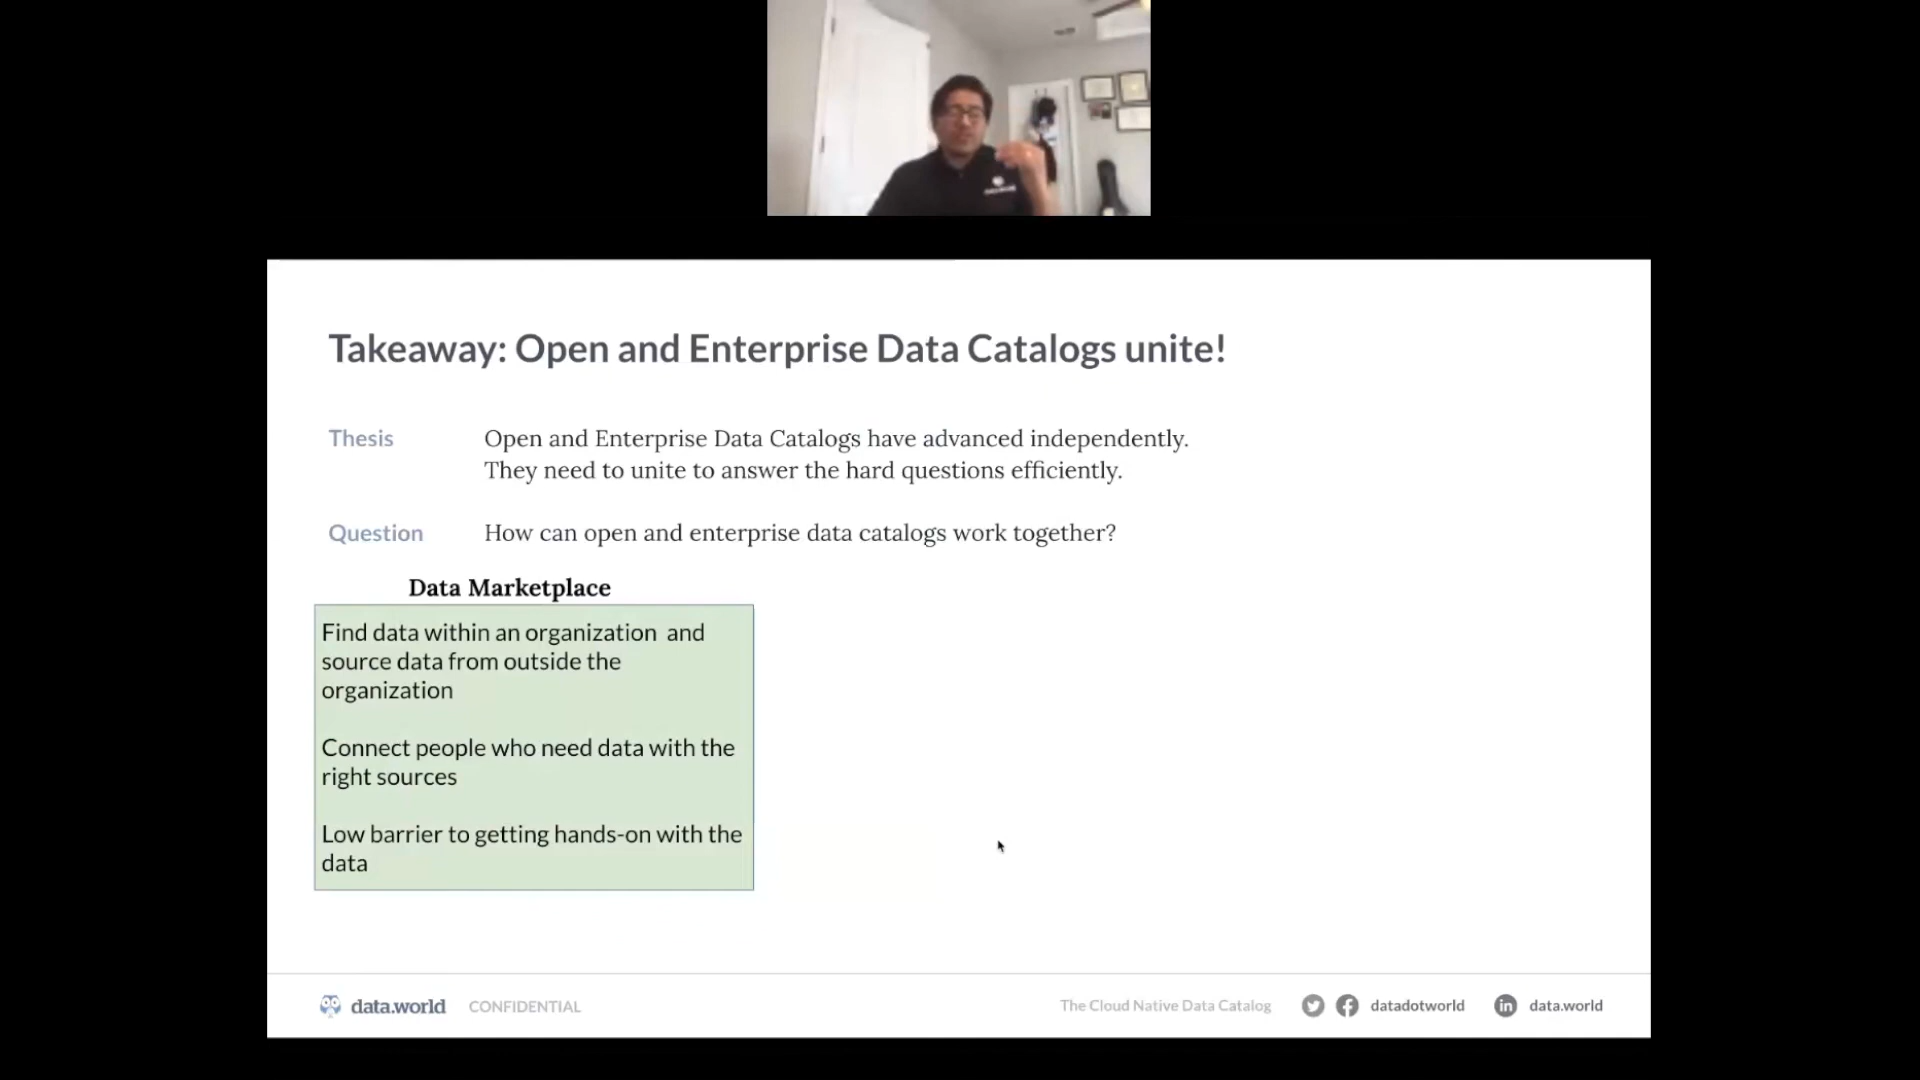 Takeaway: Open and Enterprise Data Catalogs unite!
Thesis
Open and Enterprise Data Catalogs have advanced independently.
They need to unite to answer the hard questions efficiently.
Question
How can open and enterprise data catalogs work together?
Data Marketplace
Find data within an organization and
source data from outside the
organization
Connect people who need data with the
right sources
Low barrier to getting hands-on with the
data
data.world CONFIDENTIAL
The Cloud Native Data Catalog
datadotworld
in data.world